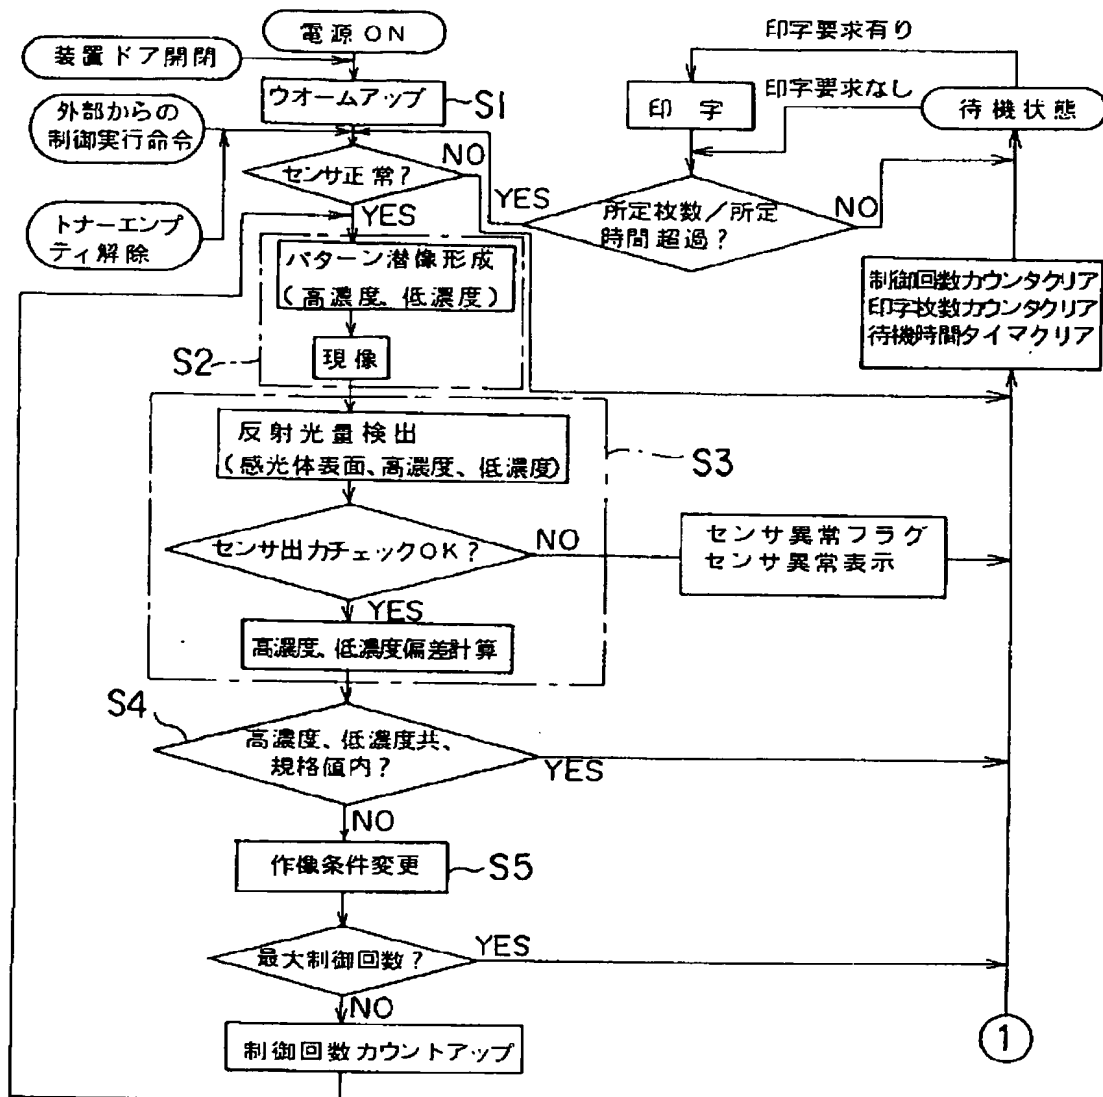 電源ON
装置ドア開閉
ウオームアップ
S1
外部からの
制御実行命令
センサ正常?
NO
YES
トナーエンプ
ティ解除
パターン潜像形成
(高濃度、低濃度)
現像
S2
反射光量検出
(感光体表面、高濃度、低濃度)
S3
センサ出力チェックOK?
NO
YES
センサ異常フラグ
センサ異常表示
高濃度、低濃度偏差計算
S4
高濃度、低濃度共、
規格値内?
YES
NO
作像条件変更
S5
最大制御回数?
YES
NO
制御回数カウントアップ
印字要求有り
印字要求なし
印字
待機状態
所定枚数/所定
時間超過?
YES
NO
制御回数カウンタクリア
印字枚数カウンタクリア
待機時間タイマクリア
1